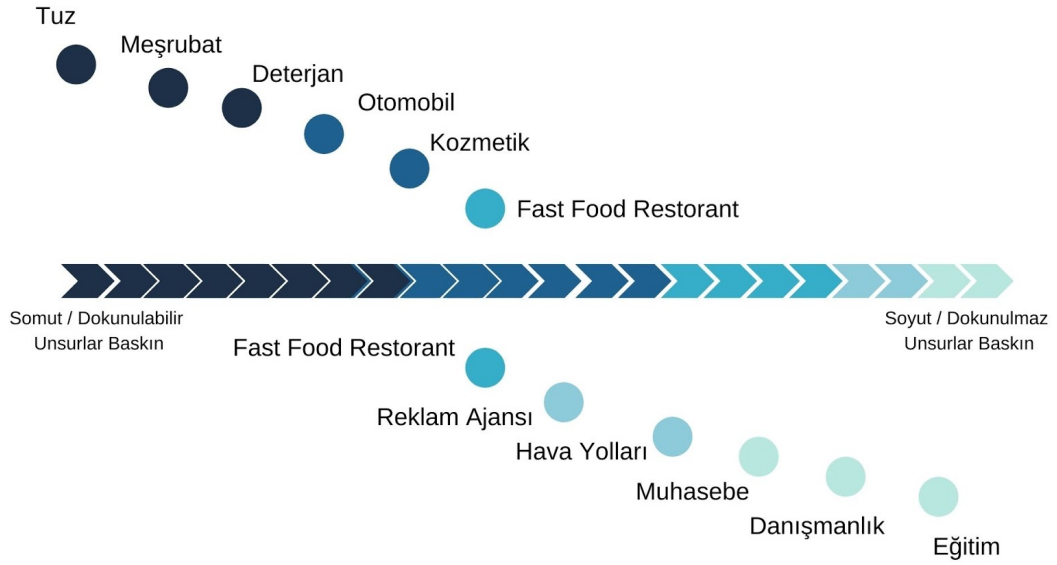 Tuz
Meşrubat
Deterjan
Otomobil
Kozmetik
Fast Food Restorant
Somut / Dokunulabilir
Unsurlar Baskın
Soyut / Dokunulmaz
Unsurlar Baskın
Fast Food Restorant
Reklam Ajansı
Hava Yolları
Muhasebe
Danışmanlık
Eğitim